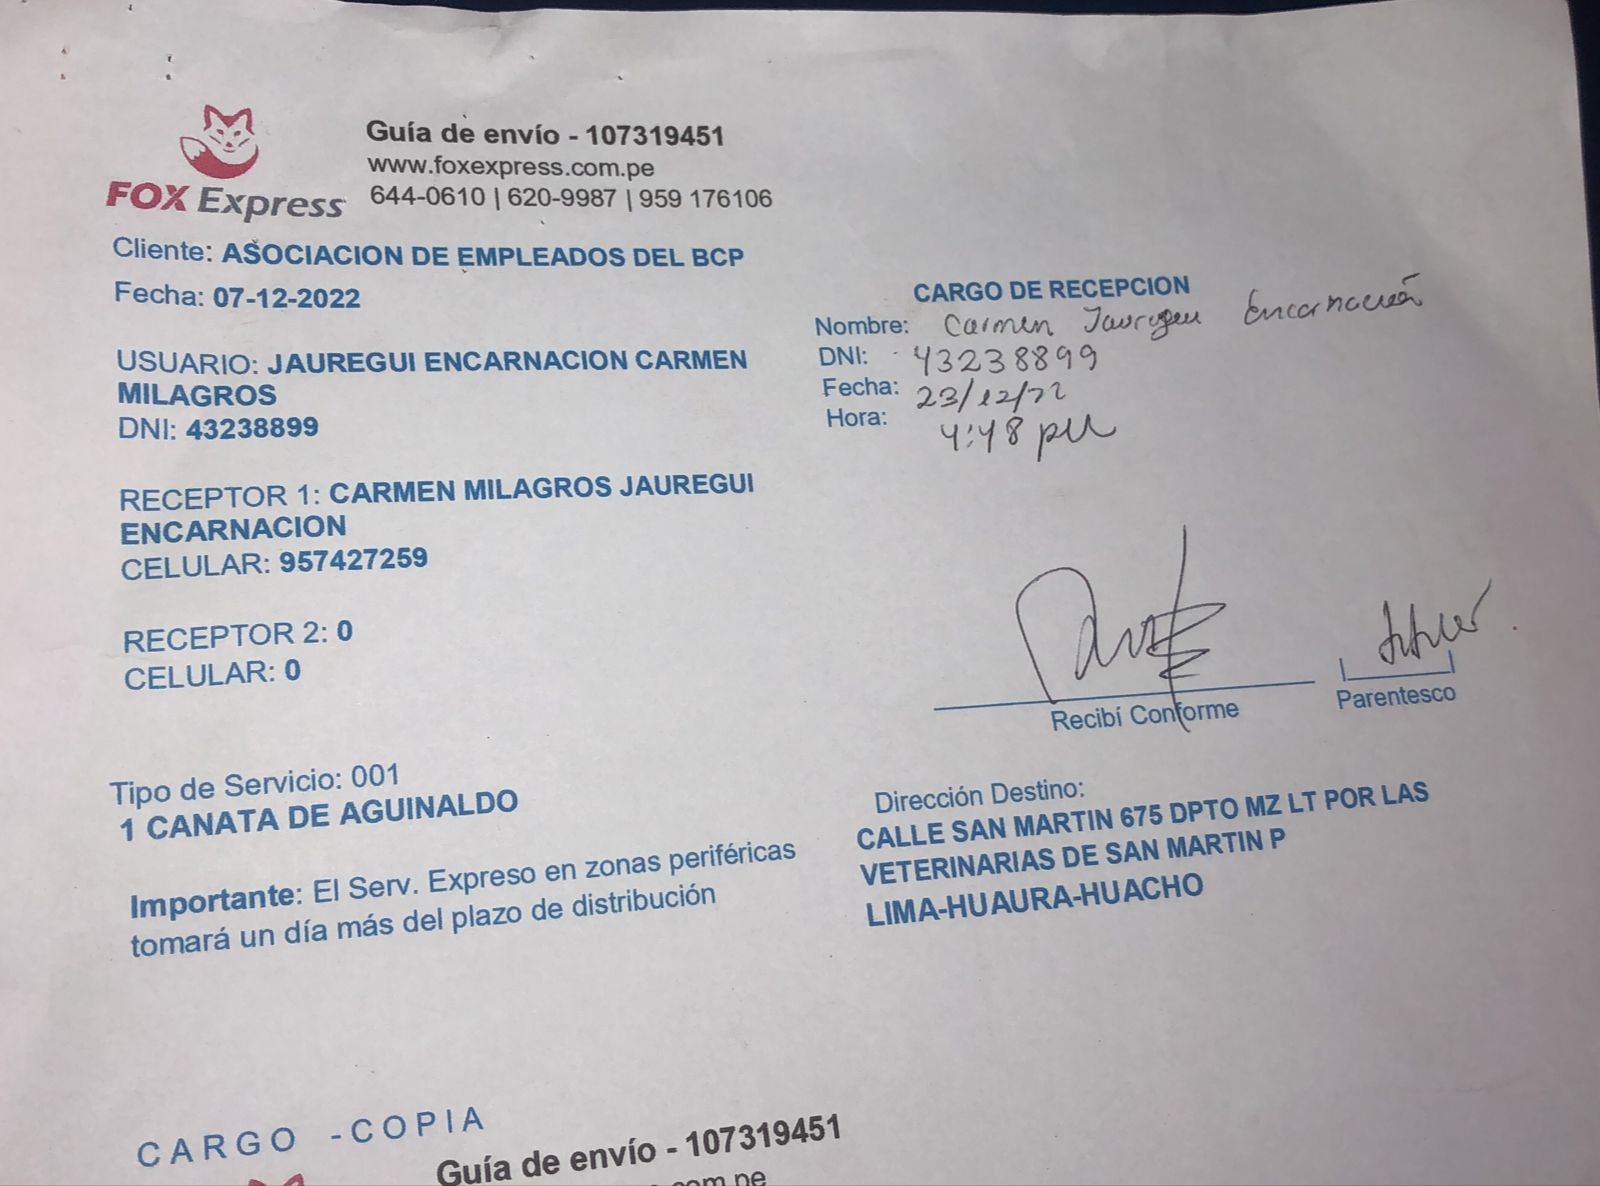 FOX Express
Guía de envío - 107319451
www.foxexpress.com.pe
644-0610 | 620-9987 | 959 176106
Cliente: ASOCIACION DE EMPLEADOS DEL BCP
Fecha: 07-12-2022
USUARIO: JAUREGUI ENCARNACION CARMEN
MILAGROS
DNI: 43238899
RECEPTOR 1: CARMEN MILAGROS JAUREGUI
ENCARNACION
CELULAR: 957427259
RECEPTOR 2: 0
CELULAR: 0
CARGO DE RECEPCION
Nombre: Carmen Jauregui Encarnación
DNI: 43238899
Fecha: 23/12/22
Hora: 4:48 pm
Recibí Conforme
Parentesco
Tipo de Servicio: 001
1 CANATA DE AGUINALDO
Importante: El Serv. Expreso en zonas periféricas
tomará un día más del plazo de distribución
Dirección Destino:
CALLE SAN MARTIN 675 DPTO MZ LT POR LAS
VETERINARIAS DE SAN MARTIN P
LIMA-HUAURA-HUACHO
CARGO - COPIA
Guía de envío - 107319451
com.pe